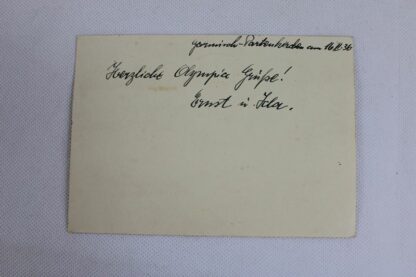 Garmisch-Partenkirchen am 16.II.36
Herzliche Olympia Grüße!
Ernst u Ida.